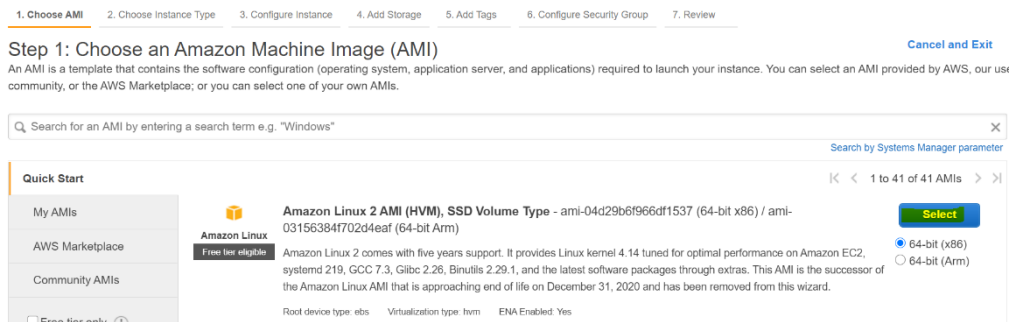 1. Choose AMI 2. Choose Instance Type 3. Configure Instance 4. Add Storage 5. Add Tags 6. Configure Security Group 7. Review
Step 1: Choose an Amazon Machine Image (AMI)
Cancel and Exit
An AMI is a template that contains the software configuration (operating system, application server, and applications) required to launch your instance. You can select an AMI provided by AWS, our
community, or the AWS Marketplace; or you can select one of your own AMIs.
Search for an AMI by entering a search term e.g. "Windows"
Search by Systems Manager parameter
Quick Start
1 to 41 of 41 AMIs
My AMIs
AWS Marketplace
Community AMIs
Free tier only
Amazon Linux
Free tier eligible
Amazon Linux 2 AMI (HVM), SSD Volume Type - ami-04d29b6f966df1537 (64-bit x86) / ami-
03156384f702d4eaf (64-bit Arm)
Amazon Linux 2 comes with five years support. It provides Linux kernel 4.14 tuned for optimal performance on Amazon EC2,
systemd 219, GCC 7.3, Glibc 2.26, Binutils 2.29.1, and the latest software packages through extras. This AMI is the successor of
the Amazon Linux AMI that is approaching end of life on December 31, 2020 and has been removed from this wizard.
Root device type: ebs Virtualization type: hvm ENA Enabled: Yes
Select
64-bit (x86)
64-bit (Arm)